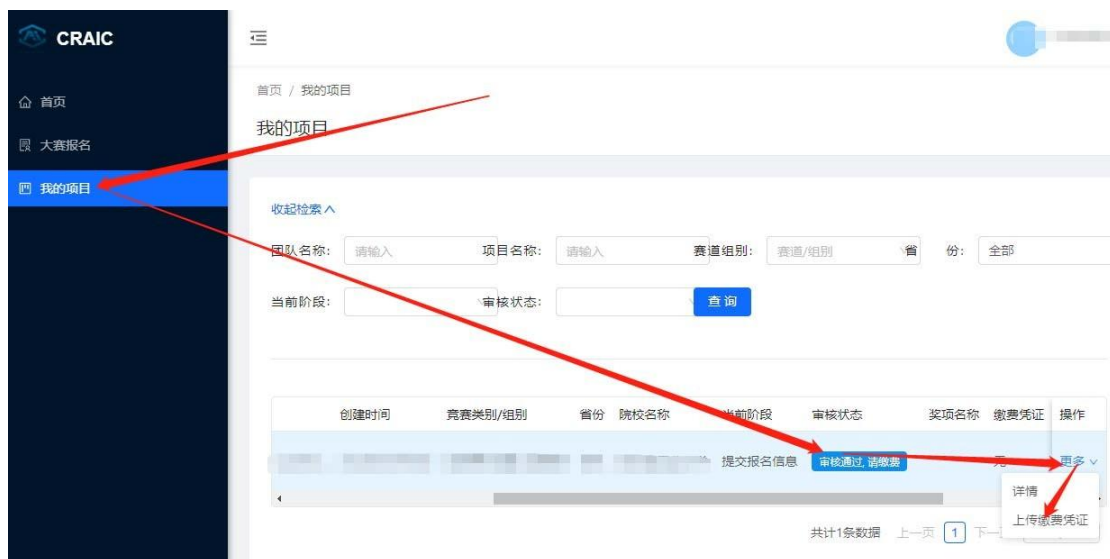 CRAIC
首页
大赛报名
我的项目
首页 / 我的项目
我的项目
收起检索
团队名称: 请输入 项目名称: 请输入 赛道组别: 赛道/组别 省 份: 全部
当前阶段: 审核状态: 查询
创建时间 竞赛类别/组别 省份 院校名称 当前阶段 审核状态 奖项名称 缴费凭证 操作
提交报名信息 审核通过,请缴费 无 更多
详情
上传缴费凭证
共计1条数据 上一页 1